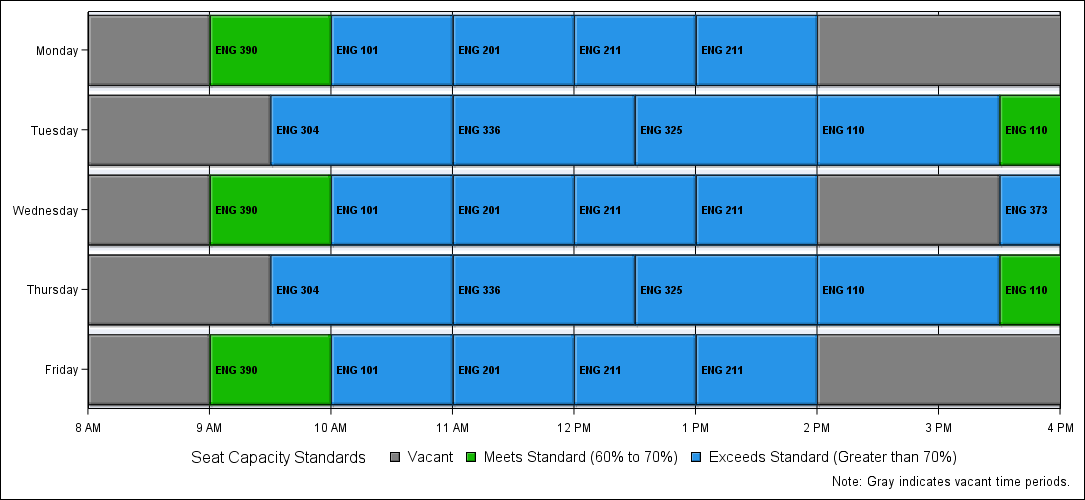 Monday ENG 390 ENG 101 ENG 201 ENG 211 ENG 211
Tuesday ENG 304 ENG 336 ENG 325 ENG 110 ENG 110
Wednesday ENG 390 ENG 101 ENG 201 ENG 211 ENG 211 ENG 373
Thursday ENG 304 ENG 336 ENG 325 ENG 110 ENG 110
Friday ENG 390 ENG 101 ENG 201 ENG 211 ENG 211
8 AM 9 AM 10 AM 11 AM 12 PM 1 PM 2 PM 3 PM 4 PM
Seat Capacity Standards Vacant Meets Standard (60% to 70%) Exceeds Standard (Greater than 70%)
Note: Gray indicates vacant time periods.